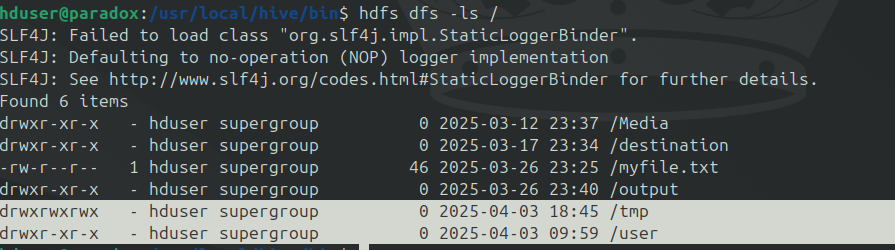 hduser@paradox:/usr/local/hive/bin$ hdfs dfs -ls /
SLF4J: Failed to load class "org.slf4j.impl.StaticLoggerBinder".
SLF4J: Defaulting to no-operation (NOP) logger implementation
SLF4J: See http://www.slf4j.org/codes.html#StaticLoggerBinder for further details.
Found 6 items
drwxr-xr-x   - hduser supergroup          0 2025-03-12 23:37 /Media
drwxr-xr-x   - hduser supergroup          0 2025-03-17 23:34 /destination
-rw-r--r--   1 hduser supergroup         46 2025-03-26 23:25 /myfile.txt
drwxr-xr-x   - hduser supergroup          0 2025-03-26 23:40 /output
drwxrwxrwx   - hduser supergroup          0 2025-04-03 18:45 /tmp
drwxr-xr-x   - hduser supergroup          0 2025-04-03 09:59 /user